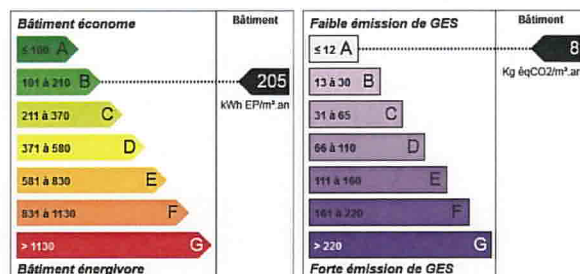 Bâtiment économe
Bâtiment
≤ 100 A
101 à 210 B
205
kWh EP/m².an
211 à 370 C
371 à 580 D
581 à 830 E
831 à 1130 F
> 1130 G
Bâtiment énergivore
Faible émission de GES
Bâtiment
≤ 12 A
8
Kg éqCO2/m².an
13 à 30 B
31 à 65 C
66 à 110 D
111 à 160 E
161 à 220 F
> 220 G
Forte émission de GES